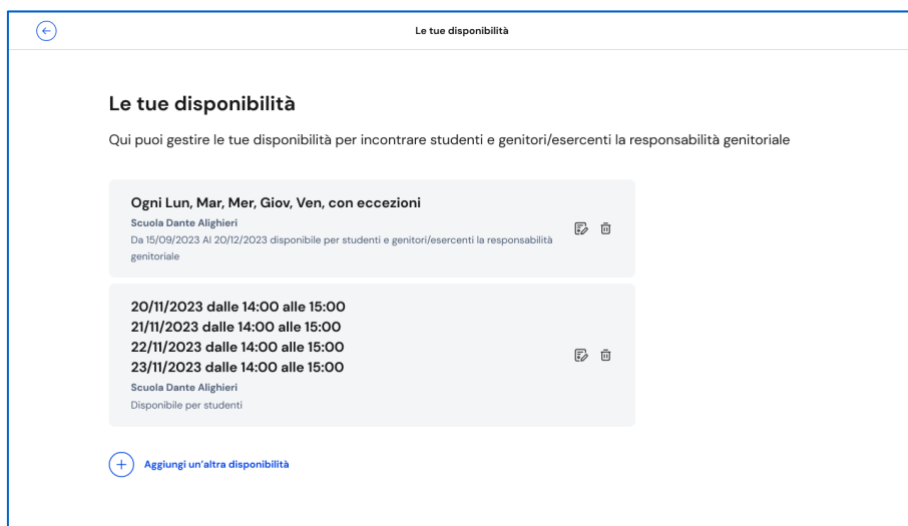 Le tue disponibilità
Le tue disponibilità
Qui puoi gestire le tue disponibilità per incontrare studenti e genitori/esercenti la responsabilità genitoriale
Ogni Lun, Mar, Mer, Giov, Ven, con eccezioni
Scuola Dante Alighieri
Da 15/09/2023 Al 20/12/2023 disponibile per studenti e genitori/esercenti la responsabilità
genitoriale
20/11/2023 dalle 14:00 alle 15:00
21/11/2023 dalle 14:00 alle 15:00
22/11/2023 dalle 14:00 alle 15:00
23/11/2023 dalle 14:00 alle 15:00
Scuola Dante Alighieri
Disponibile per studenti
Aggiungi un'altra disponibilità